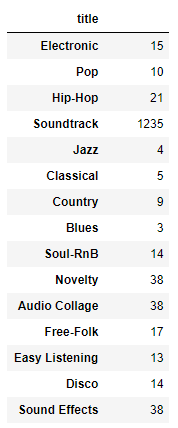 title
Electronic 15
Pop 10
Hip-Hop 21
Soundtrack 1235
Jazz 4
Classical 5
Country 9
Blues 3
Soul-RnB 14
Novelty 38
Audio Collage 38
Free-Folk 17
Easy Listening 13
Disco 14
Sound Effects 38